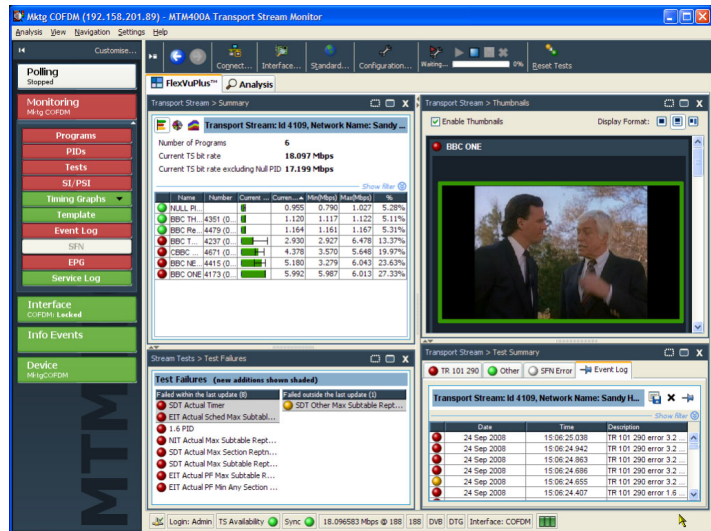 Mktg COFDM (192.158.201.89) - MTM400A Transport Stream Monitor
Analysis View Navigation Settings Help
Customise...
Connect... Interface... Standard... Configuration... Waiting... 0% Reset Tests
Polling
Stopped
Monitoring
Mktg COFDM
Programs
PIDs
Tests
SI/PSI
Timing Graphs
Template
Event Log
SFN
EPG
Service Log
Interface
COFDM: Locked
Info Events
Device
MktgCOFDM
MTM
FlexVuPlus™ Analysis
Transport Stream > Summary
Transport Stream: Id 4109, Network Name: Sandy ...
Number of Programs 6
Current TS bit rate 18.097 Mbps
Current TS bit rate excluding Null PID 17.199 Mbps
Show filter
Name Number Current ... Curren... Min(Mbps) Max(Mbps) %
NULL PI... 0.955 0.790 1.027 5.28%
BBC TH... 4351 (0... 1.120 1.117 1.122 5.11%
BBC Re... 4479 (0... 1.164 1.161 1.167 5.31%
BBC T... 4237 (0... 2.930 2.927 6.478 13.37%
CBBC ... 4671 (0... 4.378 3.570 5.648 19.97%
BBC NE... 4415 (0... 5.180 3.279 6.043 23.63%
BBC ONE 4173 (0... 5.992 5.987 6.013 27.33%
Transport Stream > Thumbnails
Enable Thumbnails Display Format:
BBC ONE
Stream Tests > Test Failures
Test Failures (new additions shown shaded)
Failed within the last update (8) Failed outside the last update (1)
SDT Actual Timer SDT Other Max Subtable Rept...
EIT Actual Sched Max Subtabl...
1.6 PID
NIT Actual Max Subtable Rept...
SDT Actual Max Section Reptn...
SDT Actual Max Subtable Rept...
EIT Actual PF Max Subtable R...
EIT Actual PF Min Any Section ...
Transport Stream > Test Summary
TR 101 290 Other SFN Error Event Log
Transport Stream: Id 4109, Network Name: Sandy H...
Show filter
Date Time Description
24 Sep 2008 15:06:25.038 TR 101 290 error 3.2 ...
24 Sep 2008 15:06:24.942 TR 101 290 error 3.2 ...
24 Sep 2008 15:06:24.863 TR 101 290 error 3.2 ...
24 Sep 2008 15:06:24.686 TR 101 290 error 3.2 ...
24 Sep 2008 15:06:24.655 TR 101 290 error 3.2 ...
24 Sep 2008 15:06:24.407 TR 101 290 error 1.6 ...
Login: Admin TS Availability Sync 18.096583 Mbps @ 188 188 DVB DTG Interface: COFDM